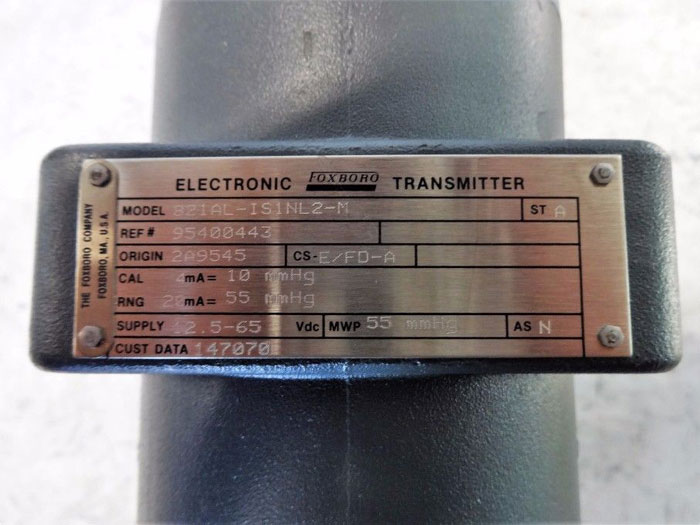 THE FOXBORO COMPANY
FOXBORO, MA, U.S.A.
ELECTRONIC FOXBORO TRANSMITTER
MODEL 821AL-IS1NL2-M ST A
REF # 95400443
ORIGIN 2A9545 CS-E/FD-A
CAL 4mA= 10 mmHg
RNG 20mA= 55 mmHg
SUPPLY 12.5-65 Vdc MWP 55 mmHg AS N
CUST DATA 147070